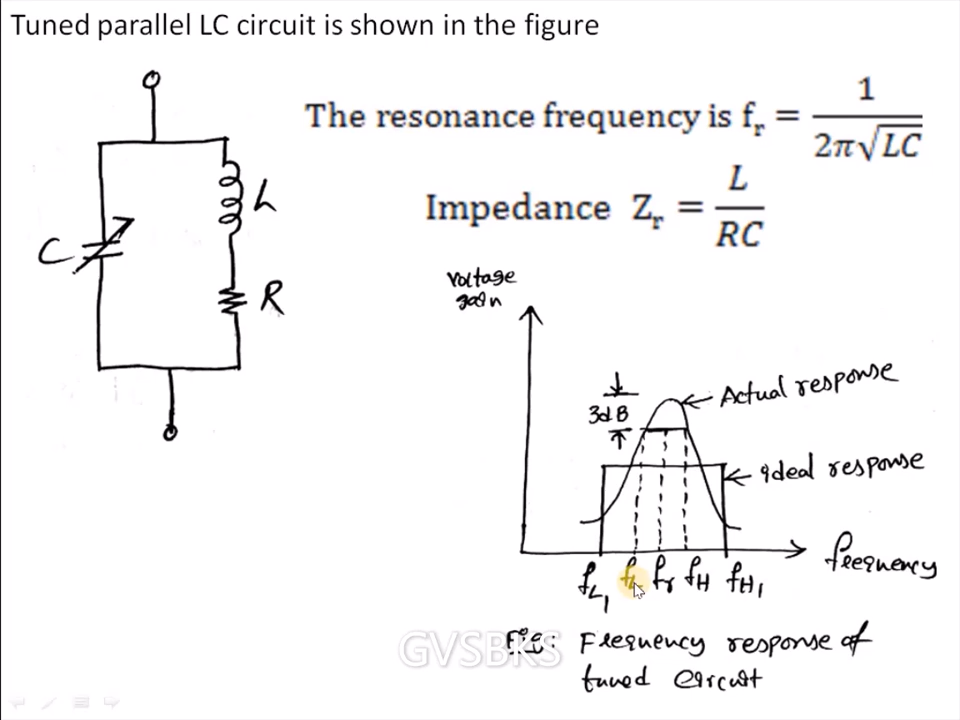 Tuned parallel LC circuit is shown in the figure
The resonance frequency is fr = 1 / 2π√LC
Impedance Zr = L / RC
C
L
R
Voltage
gain
3dB
Actual response
ideal response
frequency
fL1 fL fr fH fH1
GVSBKS
Fig: Frequency response of
tuned circuit